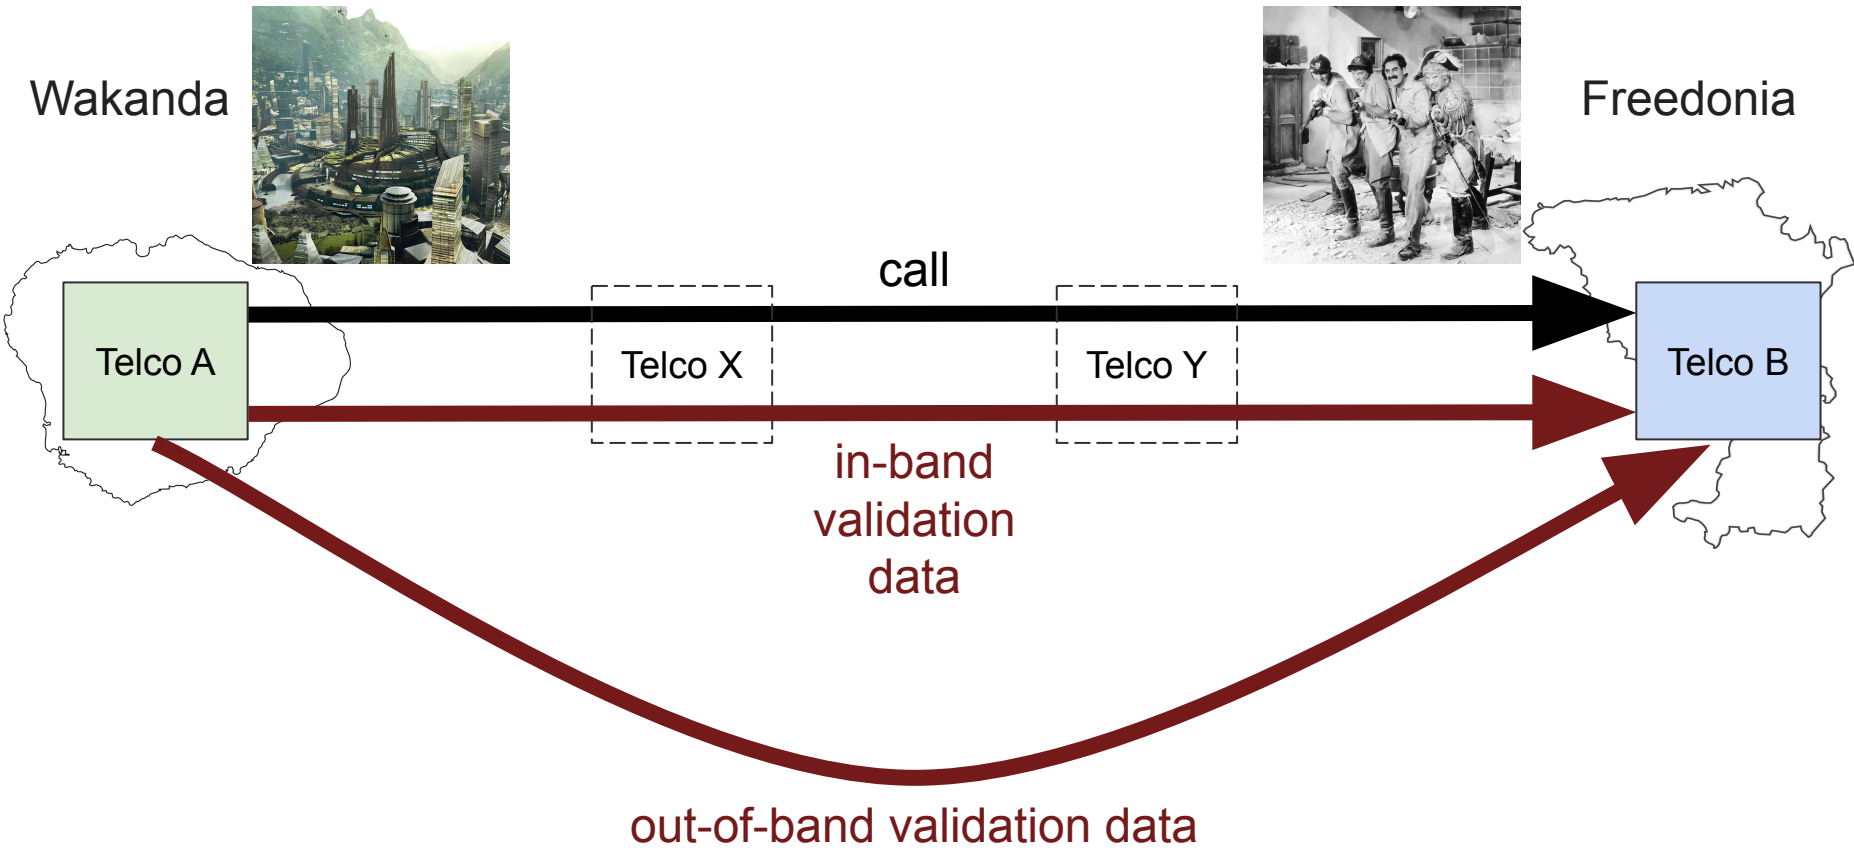 Wakanda
Freedonia
call
Telco A
Telco X
Telco Y
Telco B
in-band
validation
data
out-of-band validation data